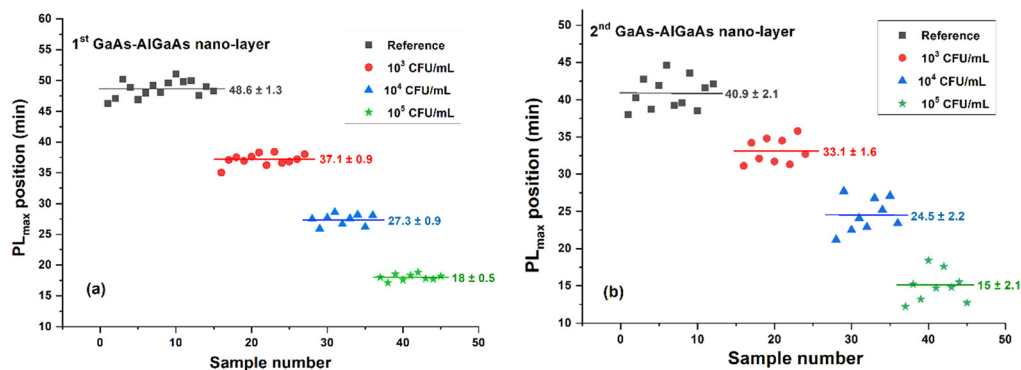 1st GaAs-AlGaAs nano-layer
Reference
10³ CFU/mL
10⁴ CFU/mL
10⁵ CFU/mL
48.6 ± 1.3
37.1 ± 0.9
27.3 ± 0.9
18 ± 0.5
(a)
PLmax position (min)
65
60
55
50
45
40
35
30
25
20
15
10
0
10
20
30
40
50
Sample number
2nd GaAs-AlGaAs nano-layer
Reference
10³ CFU/mL
10⁴ CFU/mL
10⁵ CFU/mL
40.9 ± 2.1
33.1 ± 1.6
24.5 ± 2.2
15 ± 2.1
(b)
PLmax position (min)
45
40
35
30
25
20
15
10
0
10
20
30
40
50
Sample number